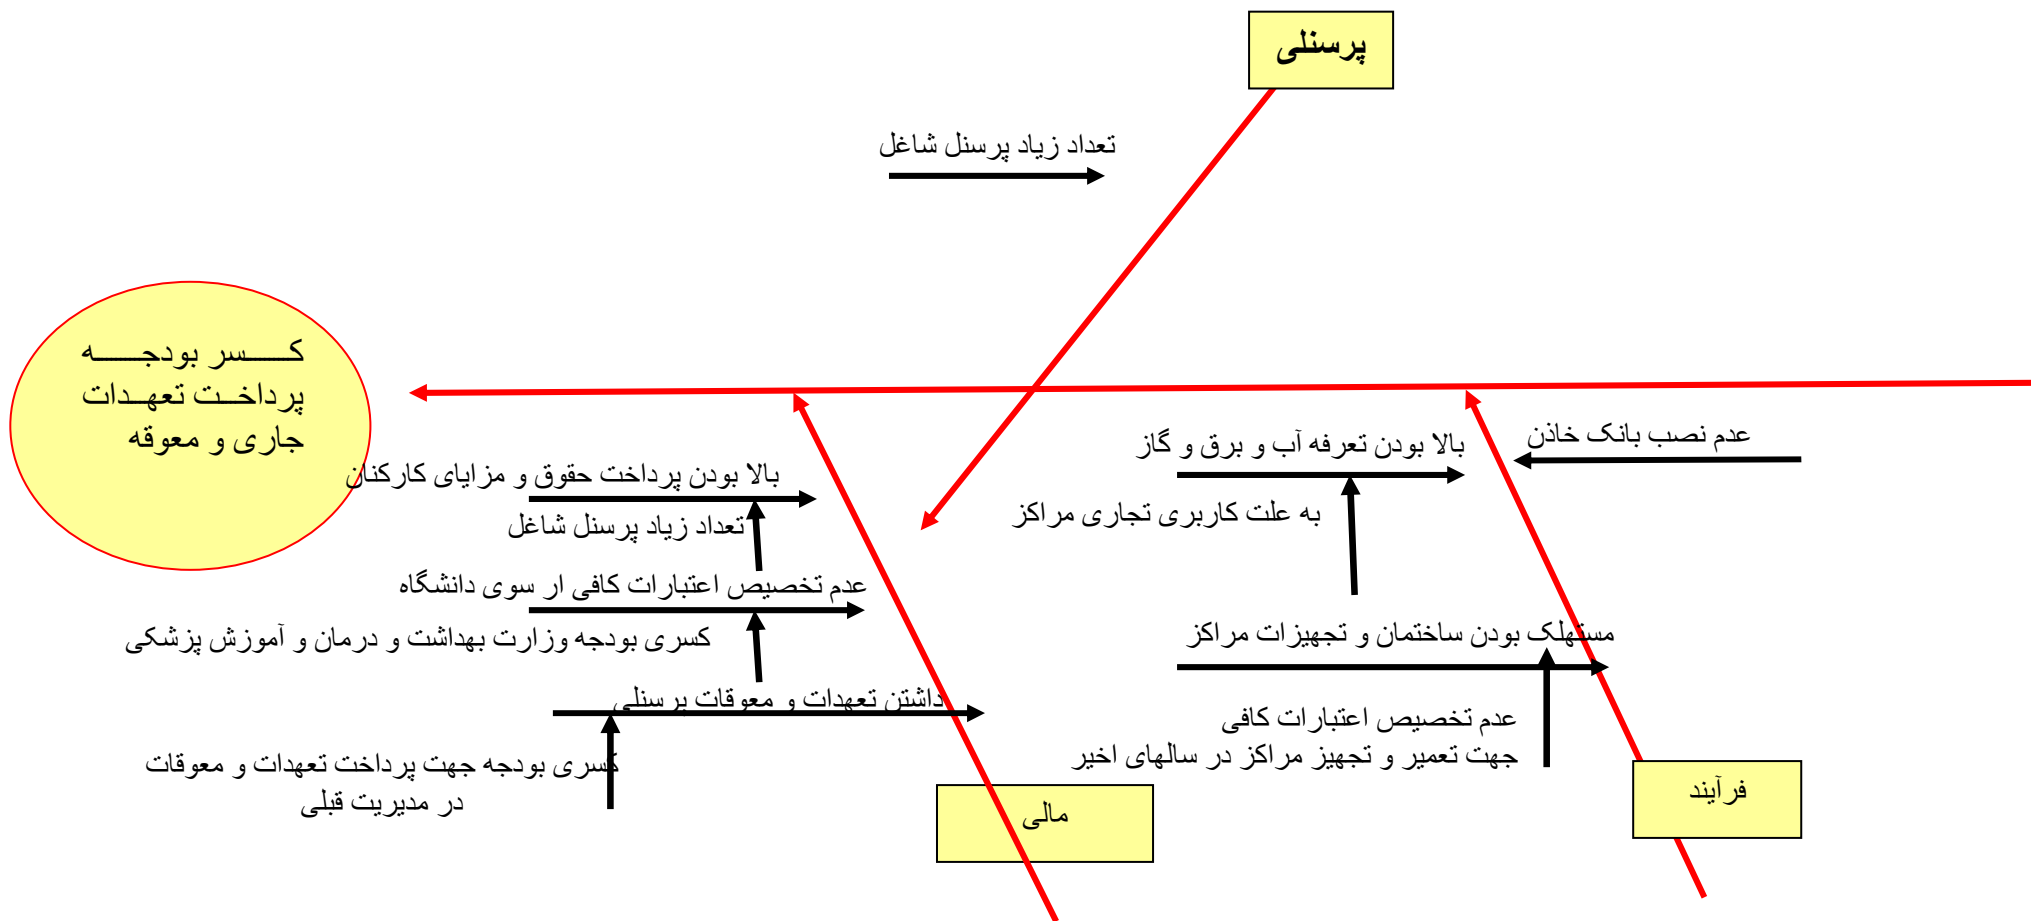 پرسنلی
تعداد زیاد پرسنل شاغل
کسر بودجه
پرداخت تعهدات
جاری و معوقه
عدم نصب بانک خاذن
بالا بودن تعرفه آب و برق و گاز
به علت کاربری تجاری مراکز
مستهلک بودن ساختمان و تجهیزات مراکز
عدم تخصیص اعتبارات کافی
جهت تعمیر و تجهیز مراکز در سالهای اخیر
فرآیند
بالا بودن پرداخت حقوق و مزایای کارکنان
تعداد زیاد پرسنل شاغل
عدم تخصیص اعتبارات کافی ار سوی دانشگاه
کسری بودجه وزارت بهداشت و درمان و آموزش پزشکی
داشتن تعهدات و معوقات پرسنلی
کسری بودجه جهت پرداخت تعهدات و معوقات
در مدیریت قبلی
مالی